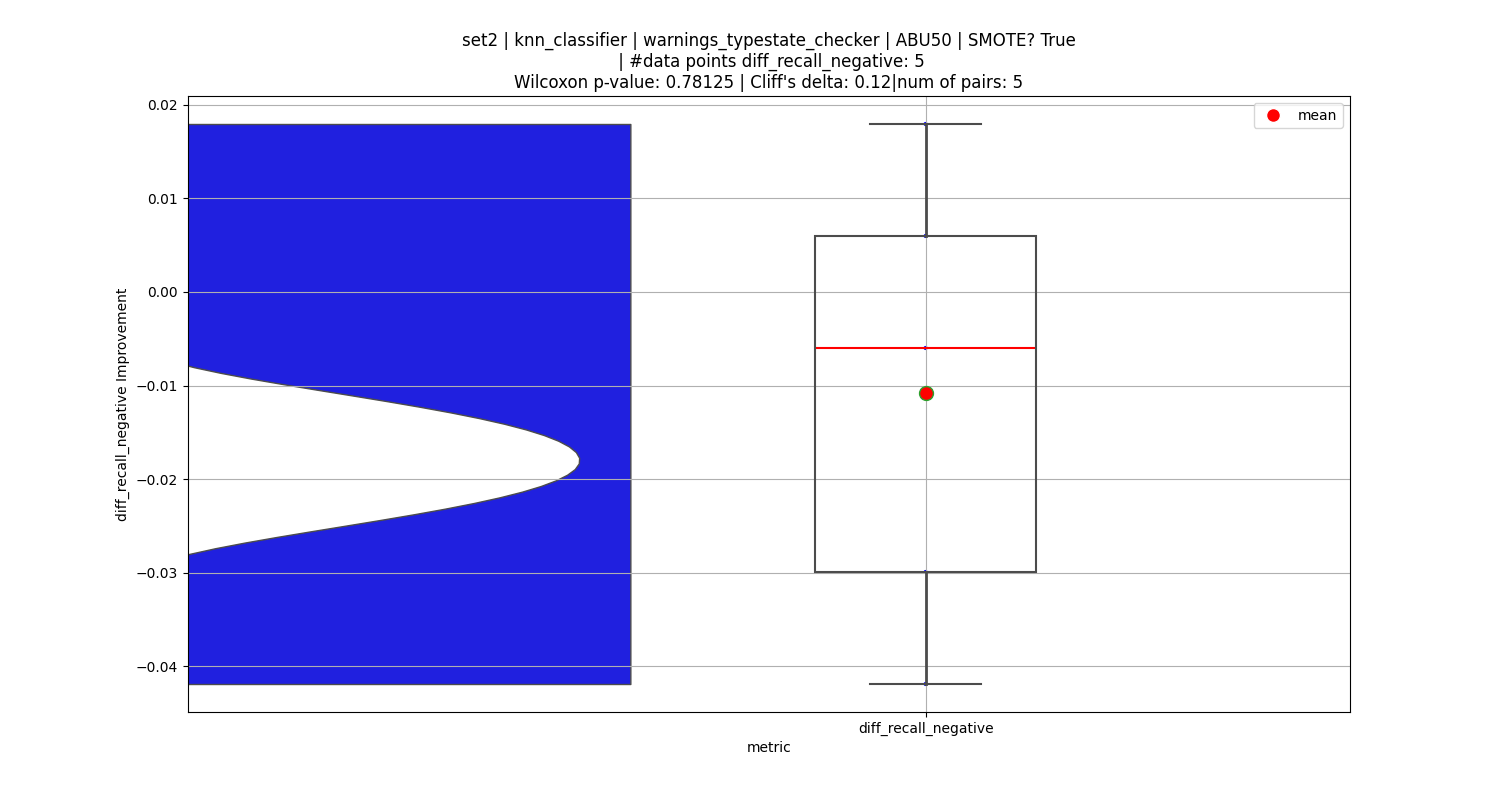 set2 | knn_classifier | warnings_typestate_checker | ABU50 | SMOTE? True
| #data points diff_recall_negative: 5
Wilcoxon p-value: 0.78125 | Cliff's delta: 0.12|num of pairs: 5
mean
0.02
0.01
0.00
−0.01
−0.02
−0.03
−0.04
diff_recall_negative Improvement
diff_recall_negative
metric